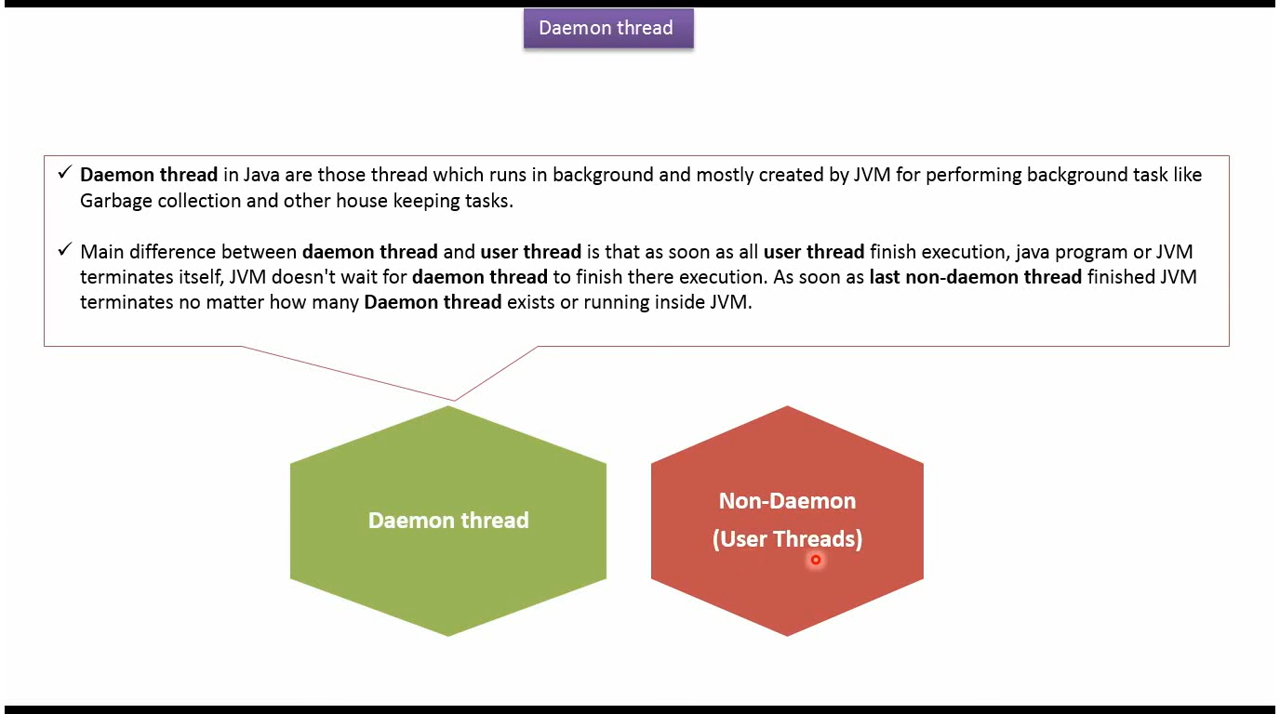 Daemon thread
✓ Daemon thread in Java are those thread which runs in background and mostly created by JVM for performing background task like
Garbage collection and other house keeping tasks.
✓ Main difference between daemon thread and user thread is that as soon as all user thread finish execution, java program or JVM
terminates itself, JVM doesn't wait for daemon thread to finish there execution. As soon as last non-daemon thread finished JVM
terminates no matter how many Daemon thread exists or running inside JVM.
Daemon thread
Non-Daemon
(User Threads)